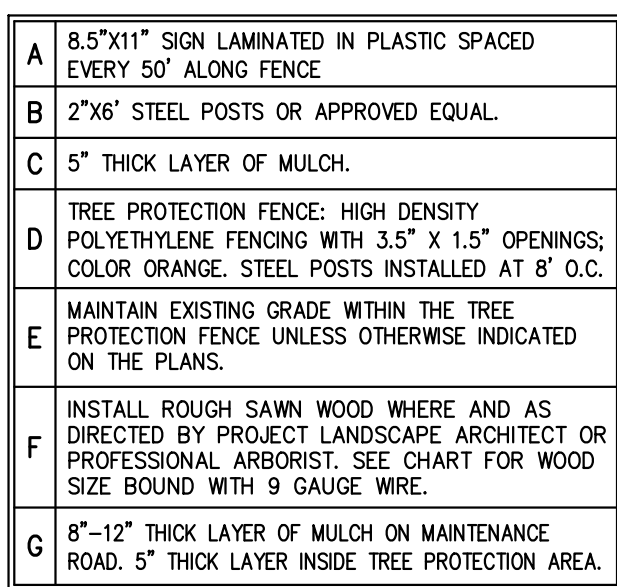 A
8.5”X11” SIGN LAMINATED IN PLASTIC SPACED
EVERY 50’ ALONG FENCE
B
2”X6’ STEEL POSTS OR APPROVED EQUAL.
C
5” THICK LAYER OF MULCH.
D
TREE PROTECTION FENCE: HIGH DENSITY
POLYETHYLENE FENCING WITH 3.5” X 1.5” OPENINGS;
COLOR ORANGE. STEEL POSTS INSTALLED AT 8’ O.C.
E
MAINTAIN EXISTING GRADE WITHIN THE TREE
PROTECTION FENCE UNLESS OTHERWISE INDICATED
ON THE PLANS.
F
INSTALL ROUGH SAWN WOOD WHERE AND AS
DIRECTED BY PROJECT LANDSCAPE ARCHITECT OR
PROFESSIONAL ARBORIST. SEE CHART FOR WOOD
SIZE BOUND WITH 9 GAUGE WIRE.
G
8”–12” THICK LAYER OF MULCH ON MAINTENANCE
ROAD. 5” THICK LAYER INSIDE TREE PROTECTION AREA.